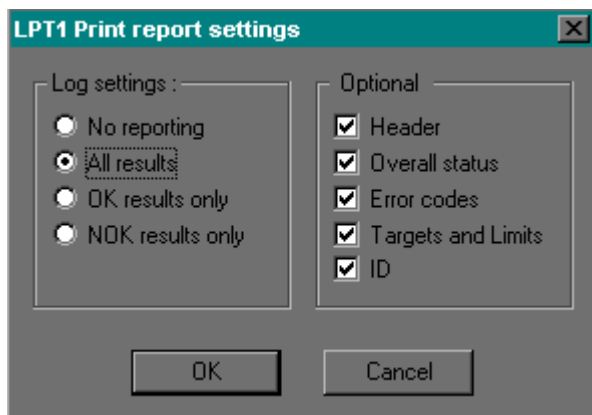 LPT1 Print report settings
Log settings :
No reporting
All results
OK results only
NOK results only
Optional
Header
Overall status
Error codes
Targets and Limits
ID
OK
Cancel